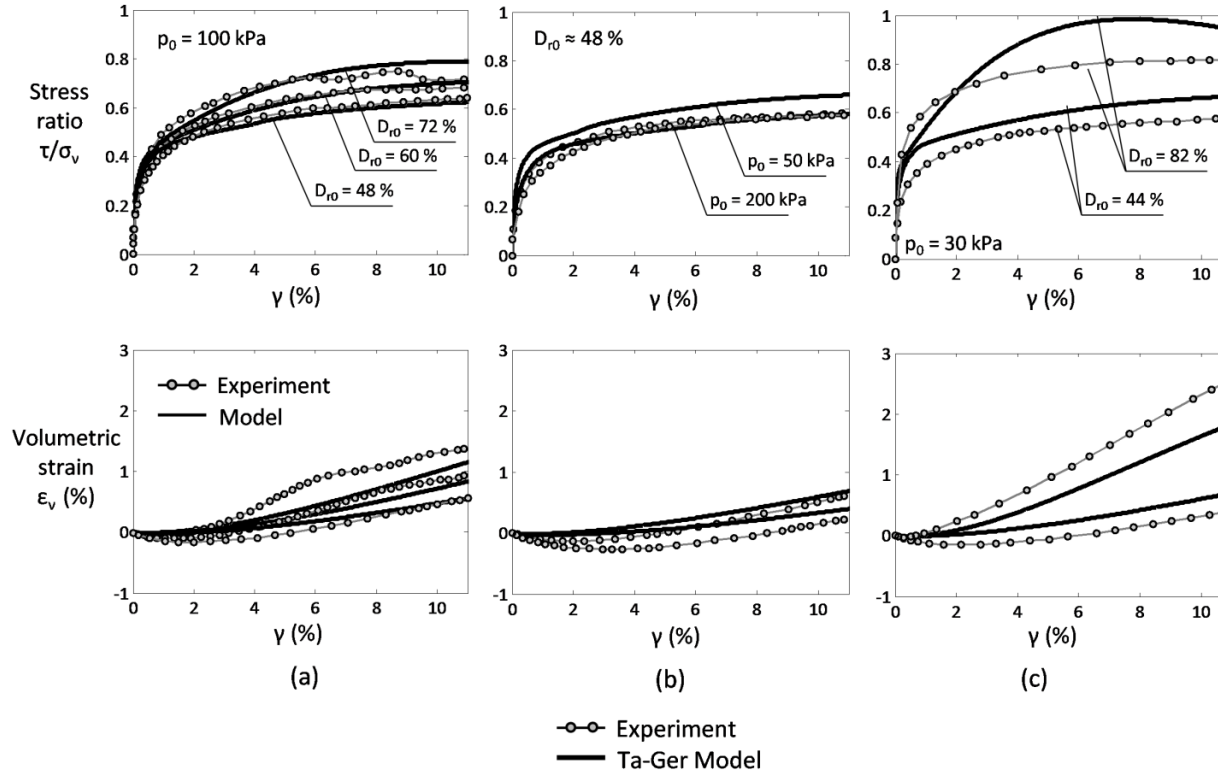 p₀ = 100 kPa
Stress
ratio
τ/σᵥ
1
0.8
0.6
0.4
0.2
0
D_r0 = 72 %
D_r0 = 60 %
D_r0 = 48 %
0 2 4 6 8 10
γ (%)
D_r0 ≈ 48 %
1
0.8
0.6
0.4
0.2
0
p₀ = 50 kPa
p₀ = 200 kPa
0 2 4 6 8 10
γ (%)
1
0.8
0.6
0.4
0.2
0
D_r0 = 82 %
D_r0 = 44 %
p₀ = 30 kPa
0 2 4 6 8 10
γ (%)
Volumetric
strain
εᵥ (%)
3
2
1
0
-1
Experiment
Model
0 2 4 6 8 10
γ (%)
(a)
3
2
1
0
-1
0 2 4 6 8 10
γ (%)
(b)
3
2
1
0
-1
0 2 4 6 8 10
γ (%)
(c)
Experiment
Ta-Ger Model